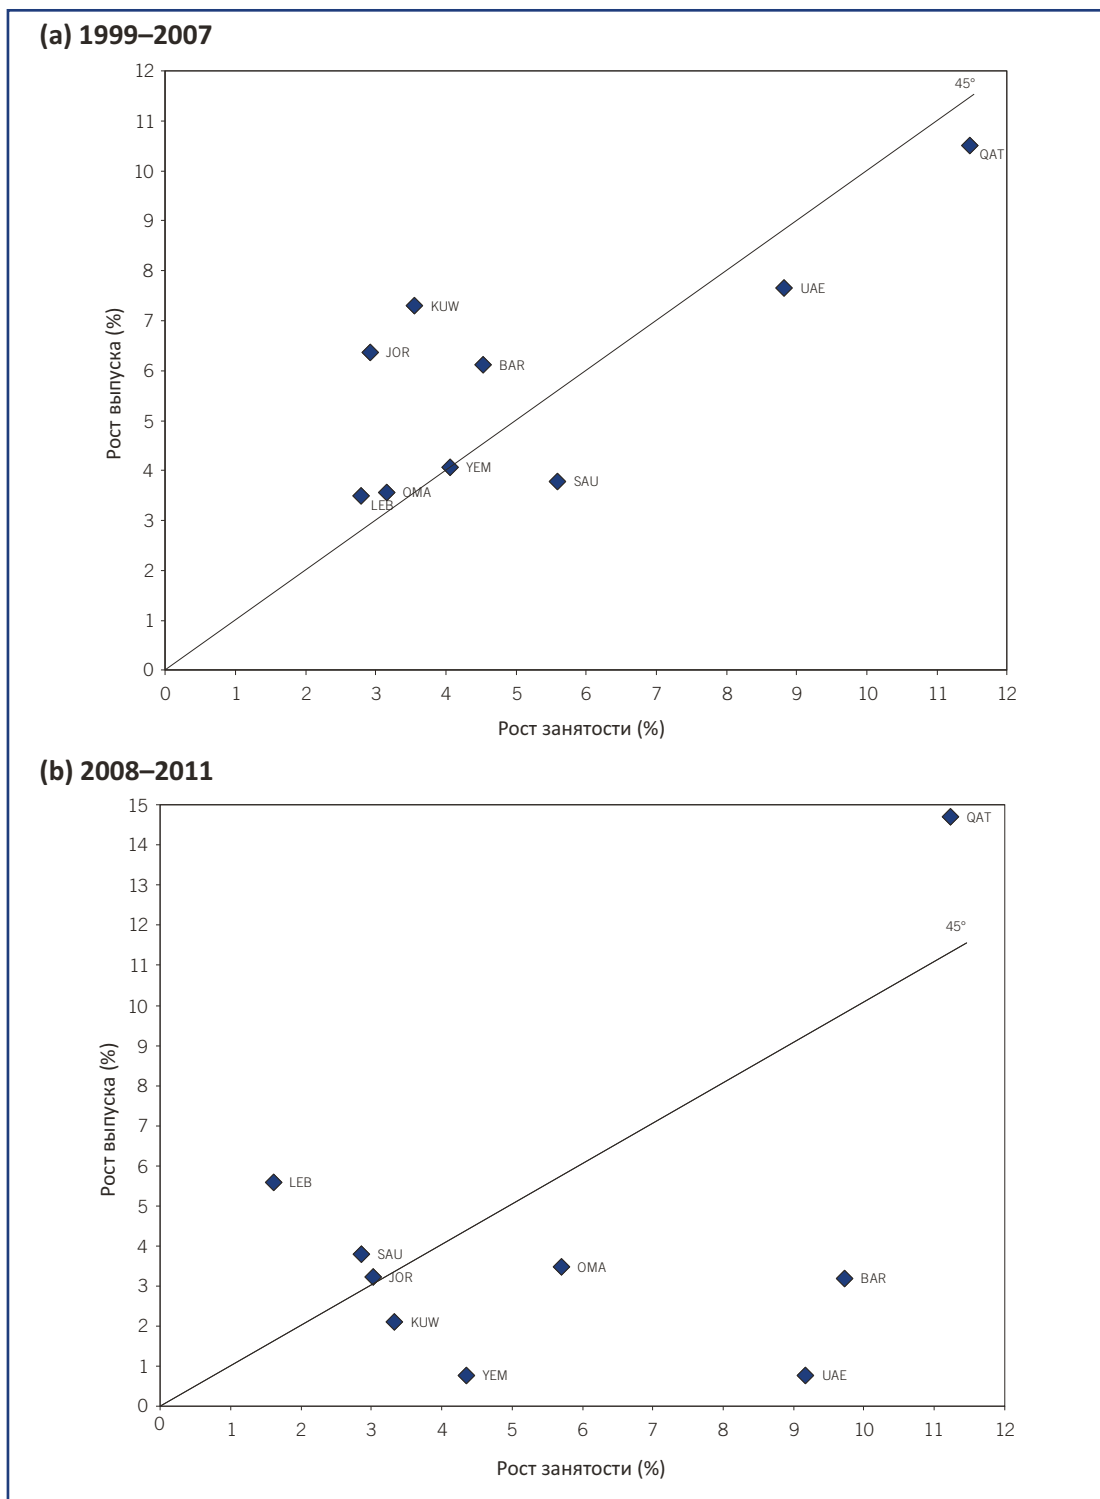 (a) 1999–2007
12
45°
11
QAT
10
9
8
UAE
KUW
7
JOR
BAR
6
5
YEM
4
SAU
OMA
LEB
3
2
1
0
Рост выпуска (%)
0 1 2 3 4 5 6 7 8 9 10 11 12
Рост занятости (%)
(b) 2008–2011
15
QAT
14
13
12
45°
11
10
9
8
7
6
LEB
5
4
SAU
OMA
JOR
BAR
3
KUW
2
1
YEM
UAE
0
Рост выпуска (%)
0 1 2 3 4 5 6 7 8 9 10 11 12
Рост занятости (%)